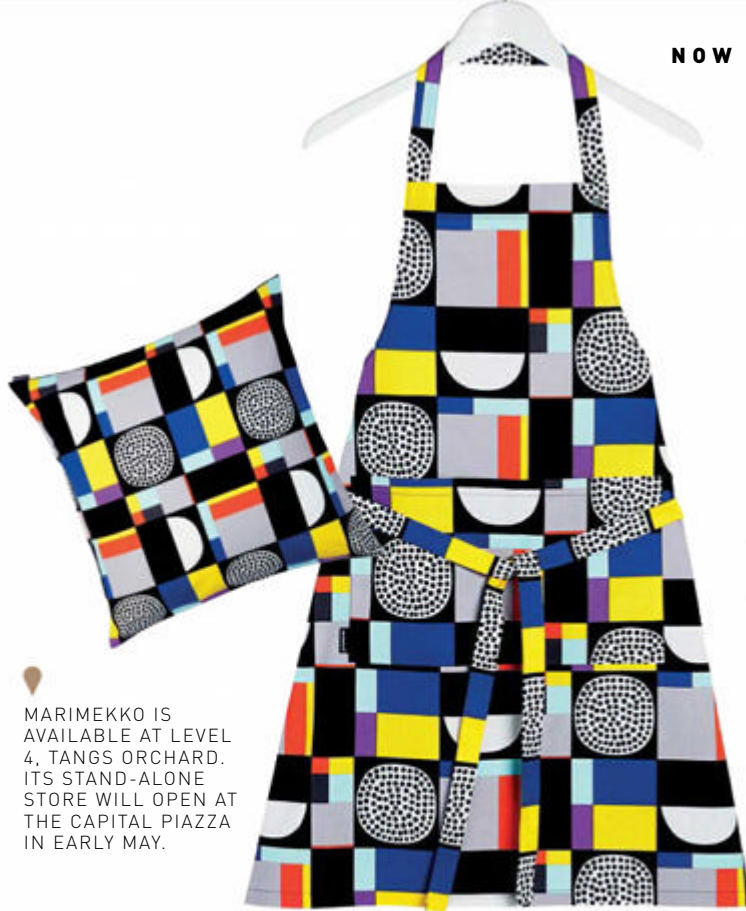 NOW
MARIMEKKO IS
AVAILABLE AT LEVEL
4, TANGS ORCHARD.
ITS STAND-ALONE
STORE WILL OPEN AT
THE CAPITAL PIAZZA
IN EARLY MAY.